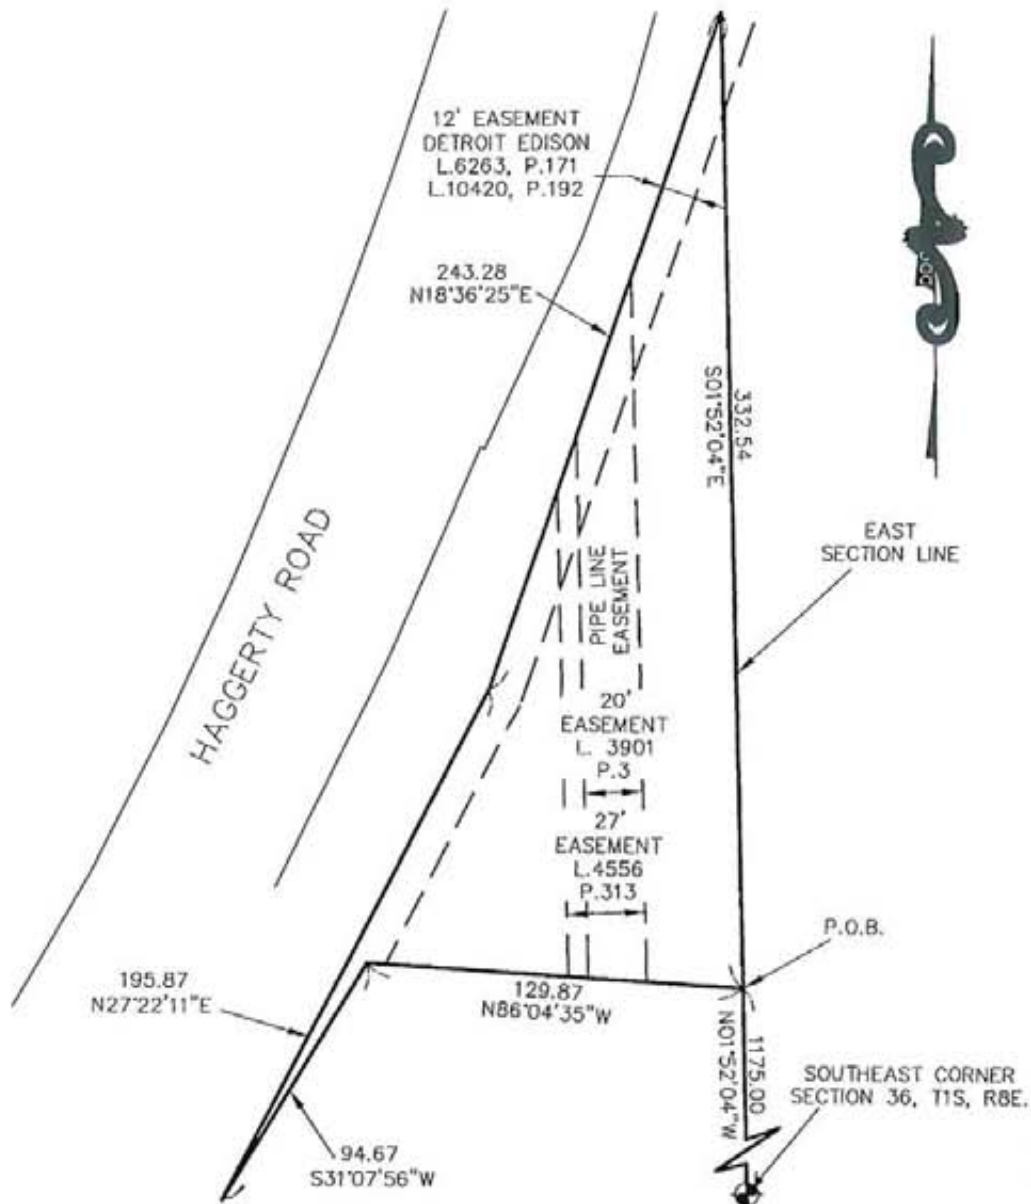 12' EASEMENT
DETROIT EDISON
L.6263, P.171
L.10420, P.192
243.28
N18°36'25"E
332.54
S01°52'04"E
EAST
SECTION LINE
HAGGERTY ROAD
PIPE LINE
EASEMENT
20'
EASEMENT
L. 3901
P.3
27'
EASEMENT
L.4556
P.313
P.O.B.
195.87
N27°22'11"E
129.87
N86°04'35"W
1175.00
N01°52'04"W
SOUTHEAST CORNER
SECTION 36, T1S, R8E.
94.67
S31°07'56"W